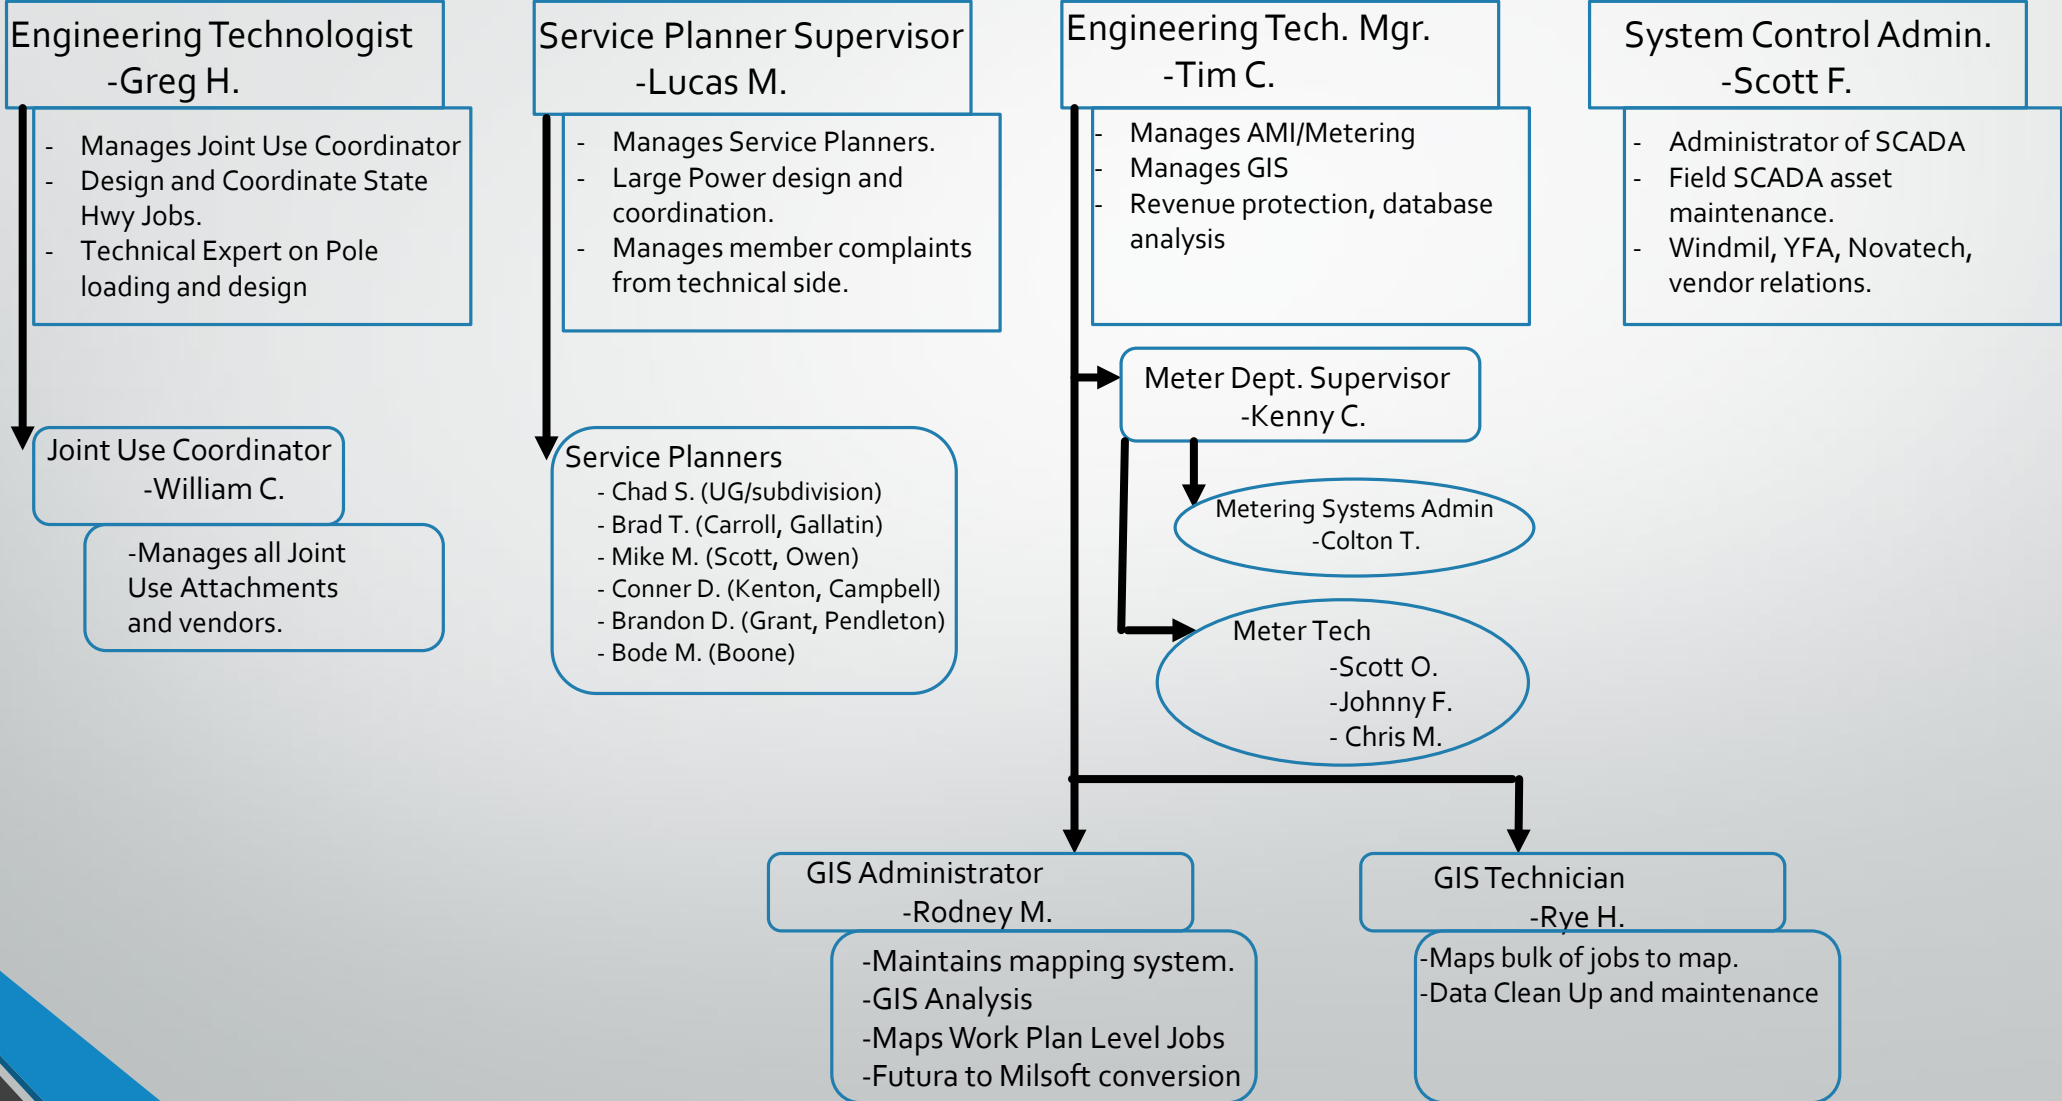 Engineering Technologist
-Greg H.
- Manages Joint Use Coordinator
- Design and Coordinate State
Hwy Jobs.
- Technical Expert on Pole
loading and design
Joint Use Coordinator
-William C.
-Manages all Joint
Use Attachments
and vendors.
Service Planner Supervisor
-Lucas M.
- Manages Service Planners.
- Large Power design and
coordination.
- Manages member complaints
from technical side.
Service Planners
- Chad S. (UG/subdivision)
- Brad T. (Carroll, Gallatin)
- Mike M. (Scott, Owen)
- Conner D. (Kenton, Campbell)
- Brandon D. (Grant, Pendleton)
- Bode M. (Boone)
Engineering Tech. Mgr.
-Tim C.
- Manages AMI/Metering
- Manages GIS
- Revenue protection, database
analysis
Meter Dept. Supervisor
-Kenny C.
Metering Systems Admin
-Colton T.
Meter Tech
-Scott O.
-Johnny F.
- Chris M.
GIS Administrator
-Rodney M.
-Maintains mapping system.
-GIS Analysis
-Maps Work Plan Level Jobs
-Futura to Milsoft conversion
GIS Technician
-Rye H.
-Maps bulk of jobs to map.
-Data Clean Up and maintenance
System Control Admin.
-Scott F.
- Administrator of SCADA
- Field SCADA asset
maintenance.
- Windmil, YFA, Novatech,
vendor relations.